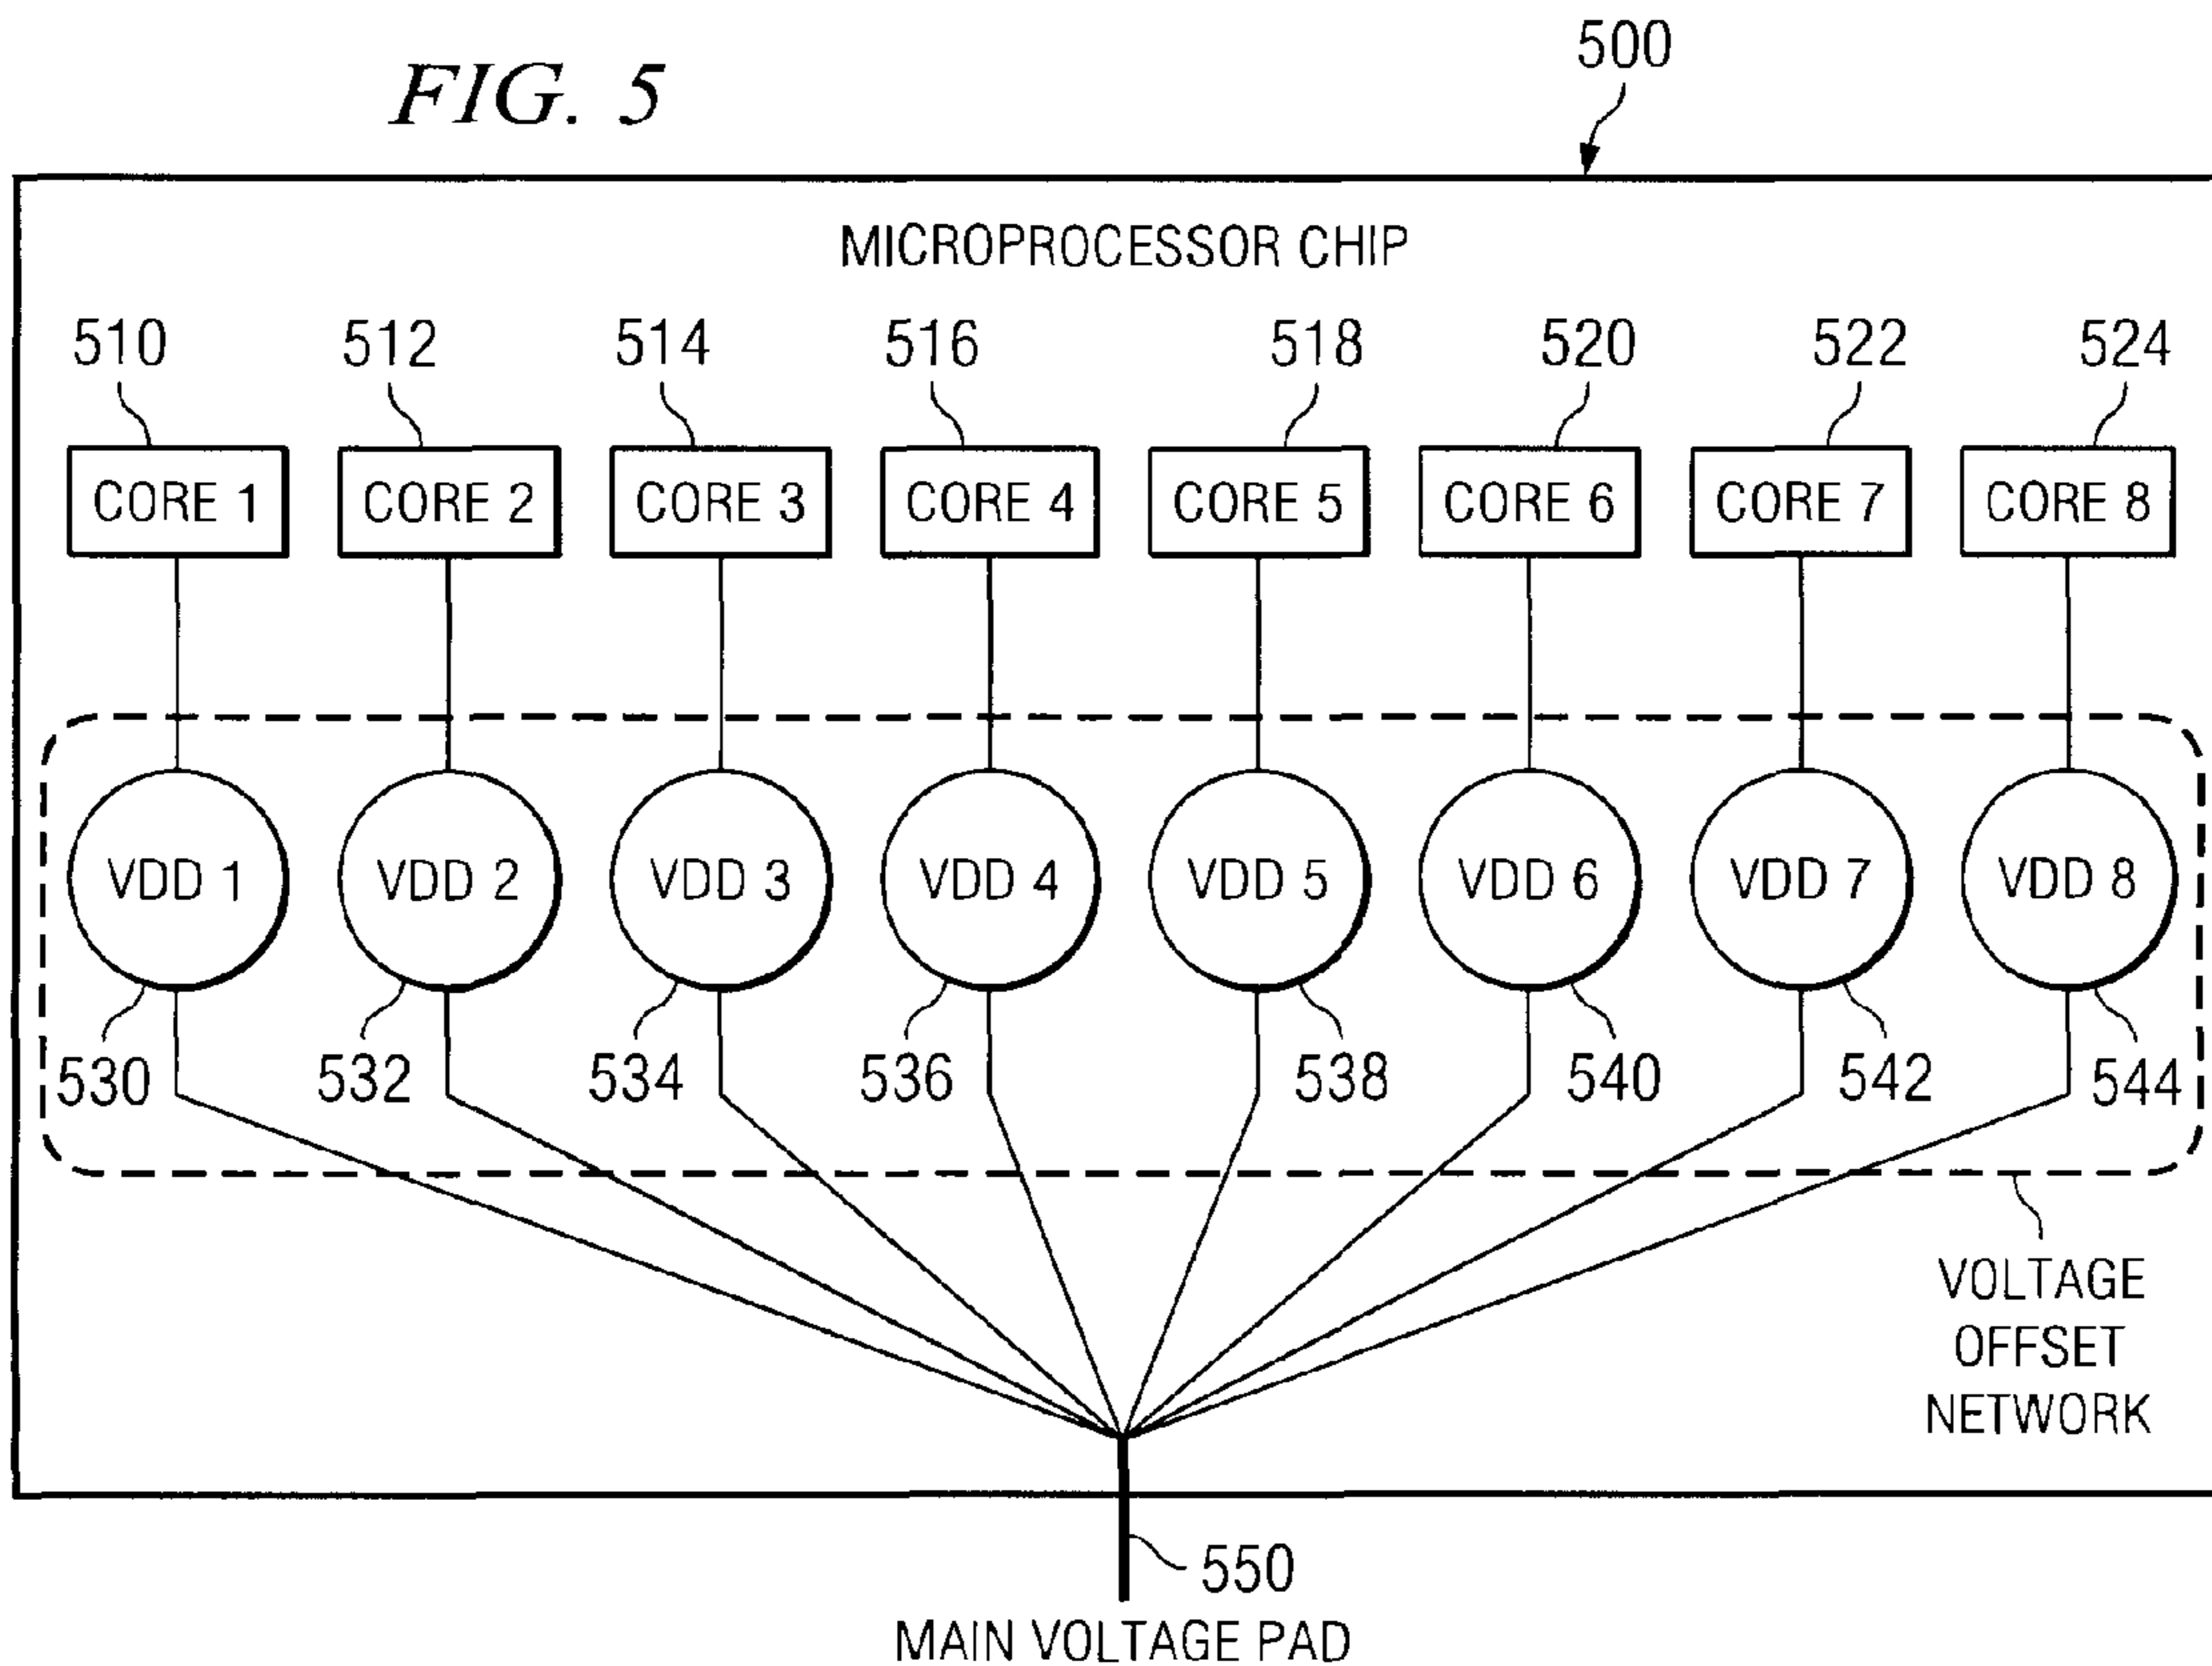 FIG. 5
500
MICROPROCESSOR CHIP
510 512 514 516 518 520 522 524
CORE 1 CORE 2 CORE 3 CORE 4 CORE 5 CORE 6 CORE 7 CORE 8
VDD 1 VDD 2 VDD 3 VDD 4 VDD 5 VDD 6 VDD 7 VDD 8
530 532 534 536 538 540 542 544
VOLTAGE
OFFSET
NETWORK
550
MAIN VOLTAGE PAD